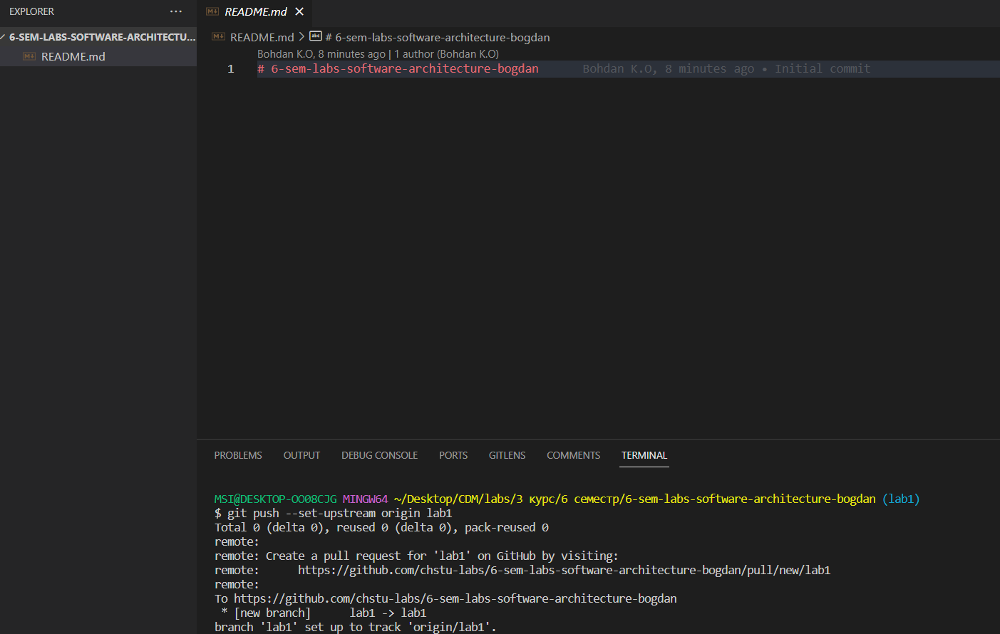 EXPLORER ...
6-SEM-LABS-SOFTWARE-ARCHITECTU...
README.md
README.md
README.md > # 6-sem-labs-software-architecture-bogdan
Bohdan K.O, 8 minutes ago | 1 author (Bohdan K.O)
1 # 6-sem-labs-software-architecture-bogdan Bohdan K.O, 8 minutes ago • Initial commit
PROBLEMS OUTPUT DEBUG CONSOLE PORTS GITLENS COMMENTS TERMINAL
MSI@DESKTOP-OO08CJG MINGW64 ~/Desktop/CDM/labs/3 курс/6 семестр/6-sem-labs-software-architecture-bogdan (lab1)
$ git push --set-upstream origin lab1
Total 0 (delta 0), reused 0 (delta 0), pack-reused 0
remote:
remote: Create a pull request for 'lab1' on GitHub by visiting:
remote: https://github.com/chstu-labs/6-sem-labs-software-architecture-bogdan/pull/new/lab1
remote:
To https://github.com/chstu-labs/6-sem-labs-software-architecture-bogdan
* [new branch] lab1 -> lab1
branch 'lab1' set up to track 'origin/lab1'.